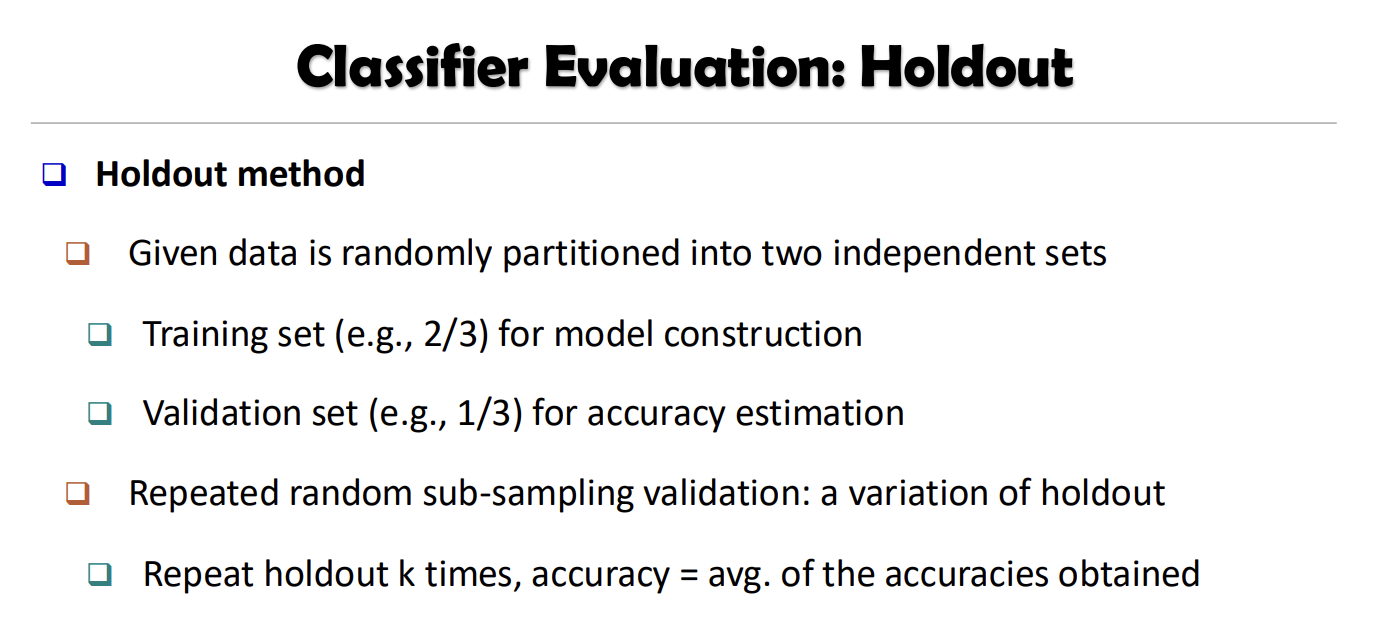 Classifier Evaluation: Holdout
Holdout method
Given data is randomly partitioned into two independent sets
Training set (e.g., 2/3) for model construction
Validation set (e.g., 1/3) for accuracy estimation
Repeated random sub-sampling validation: a variation of holdout
Repeat holdout k times, accuracy = avg. of the accuracies obtained